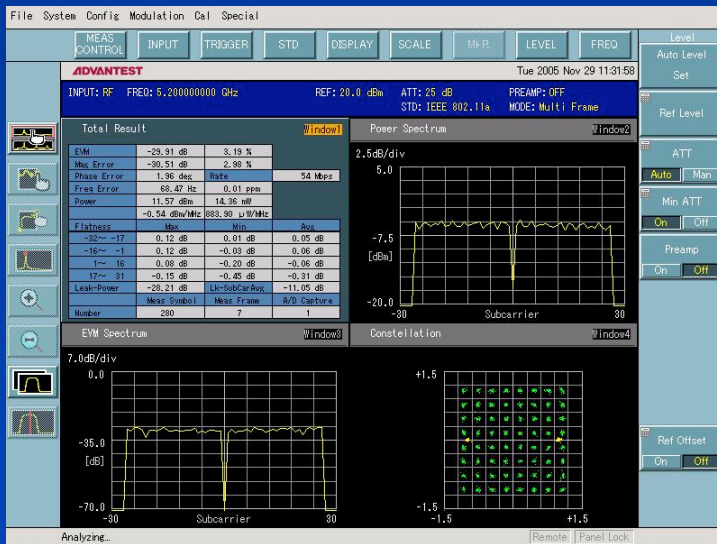 File System Config Modulation Cal Special
MEAS CONTROL INPUT TRIGGER STD DISPLAY SCALE MKR LEVEL FREQ
ADVANTEST Tue 2005 Nov 29 11:31:58
INPUT: RF FREQ: 5.200000000 GHz REF: 20.0 dBm ATT: 25 dB PREAMP: OFF
STD: IEEE 802.11a MODE: Multi Frame
Total Result Window1
EVM -29.91 dB 3.19 %
Mag Error -30.51 dB 2.98 %
Phase Error 1.96 deg Rate 54 Mbps
Freq Error 68.47 Hz 0.01 ppm
Power 11.57 dBm 14.36 mW
-0.54 dBm/MHz 883.90 μW/MHz
Flatness Max Min Avg
-32~ -17 0.12 dB 0.01 dB 0.05 dB
-16~ -1 0.12 dB -0.03 dB 0.06 dB
1~ 16 0.08 dB -0.20 dB -0.06 dB
17~ 31 -0.15 dB -0.45 dB -0.31 dB
Leak-Power -28.21 dB Lk-SubCarAvg -11.05 dB
Meas Symbol Meas Frame A/D Capture
Number 280 7 1
Power Spectrum Window2
2.5dB/div
5.0
-7.5
[dBm]
-20.0
-30 Subcarrier 30
EVM Spectrum Window3
7.0dB/div
0.0
-35.0
[dB]
-70.0
-30 Subcarrier 30
Constellation Window4
+1.5
-1.5
-1.5 +1.5
Level
Auto Level
Set
Ref Level
ATT
Auto Man
Min ATT
On Off
Preamp
On Off
Ref Offset
On Off
Analyzing…
Remote Panel Lock